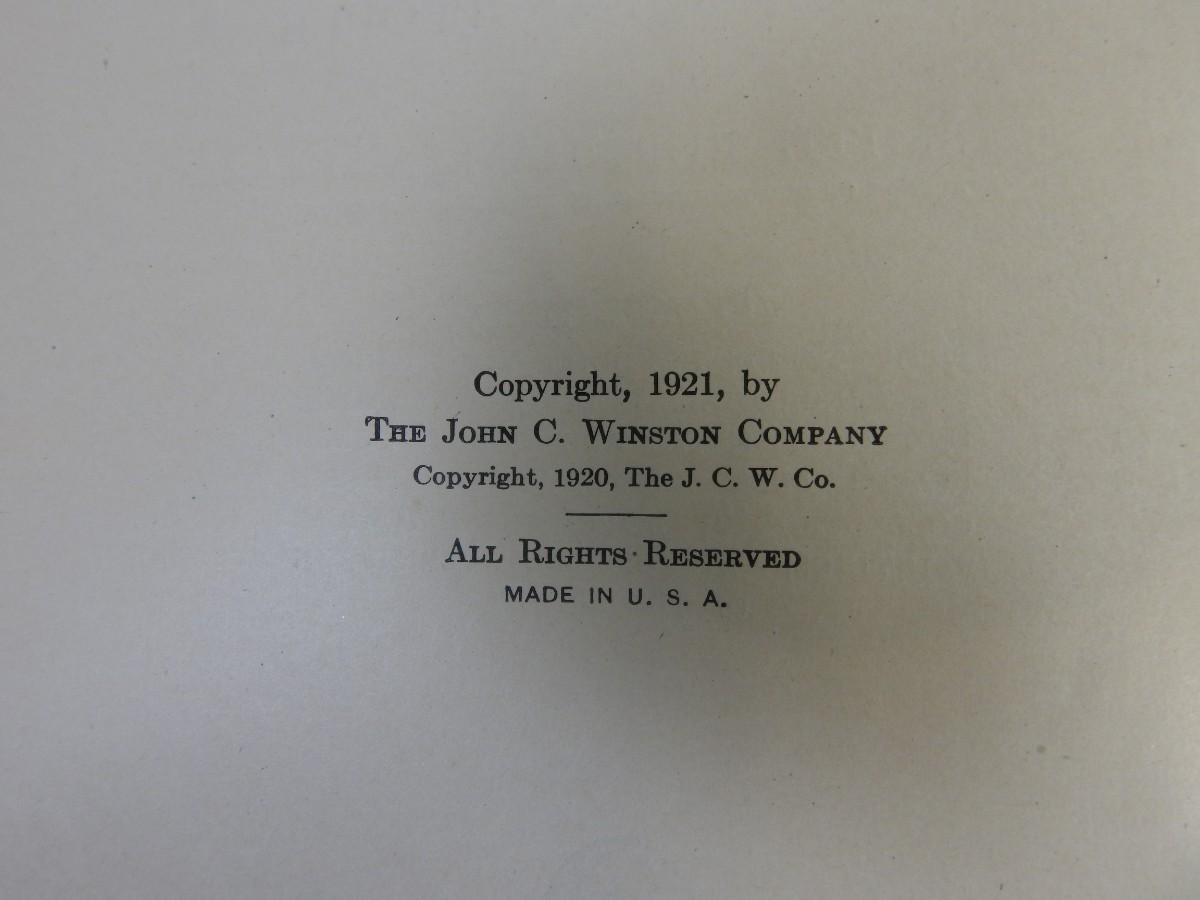 Copyright, 1921, by
THE JOHN C. WINSTON COMPANY
Copyright, 1920, The J. C. W. Co.
ALL RIGHTS RESERVED
MADE IN U. S. A.